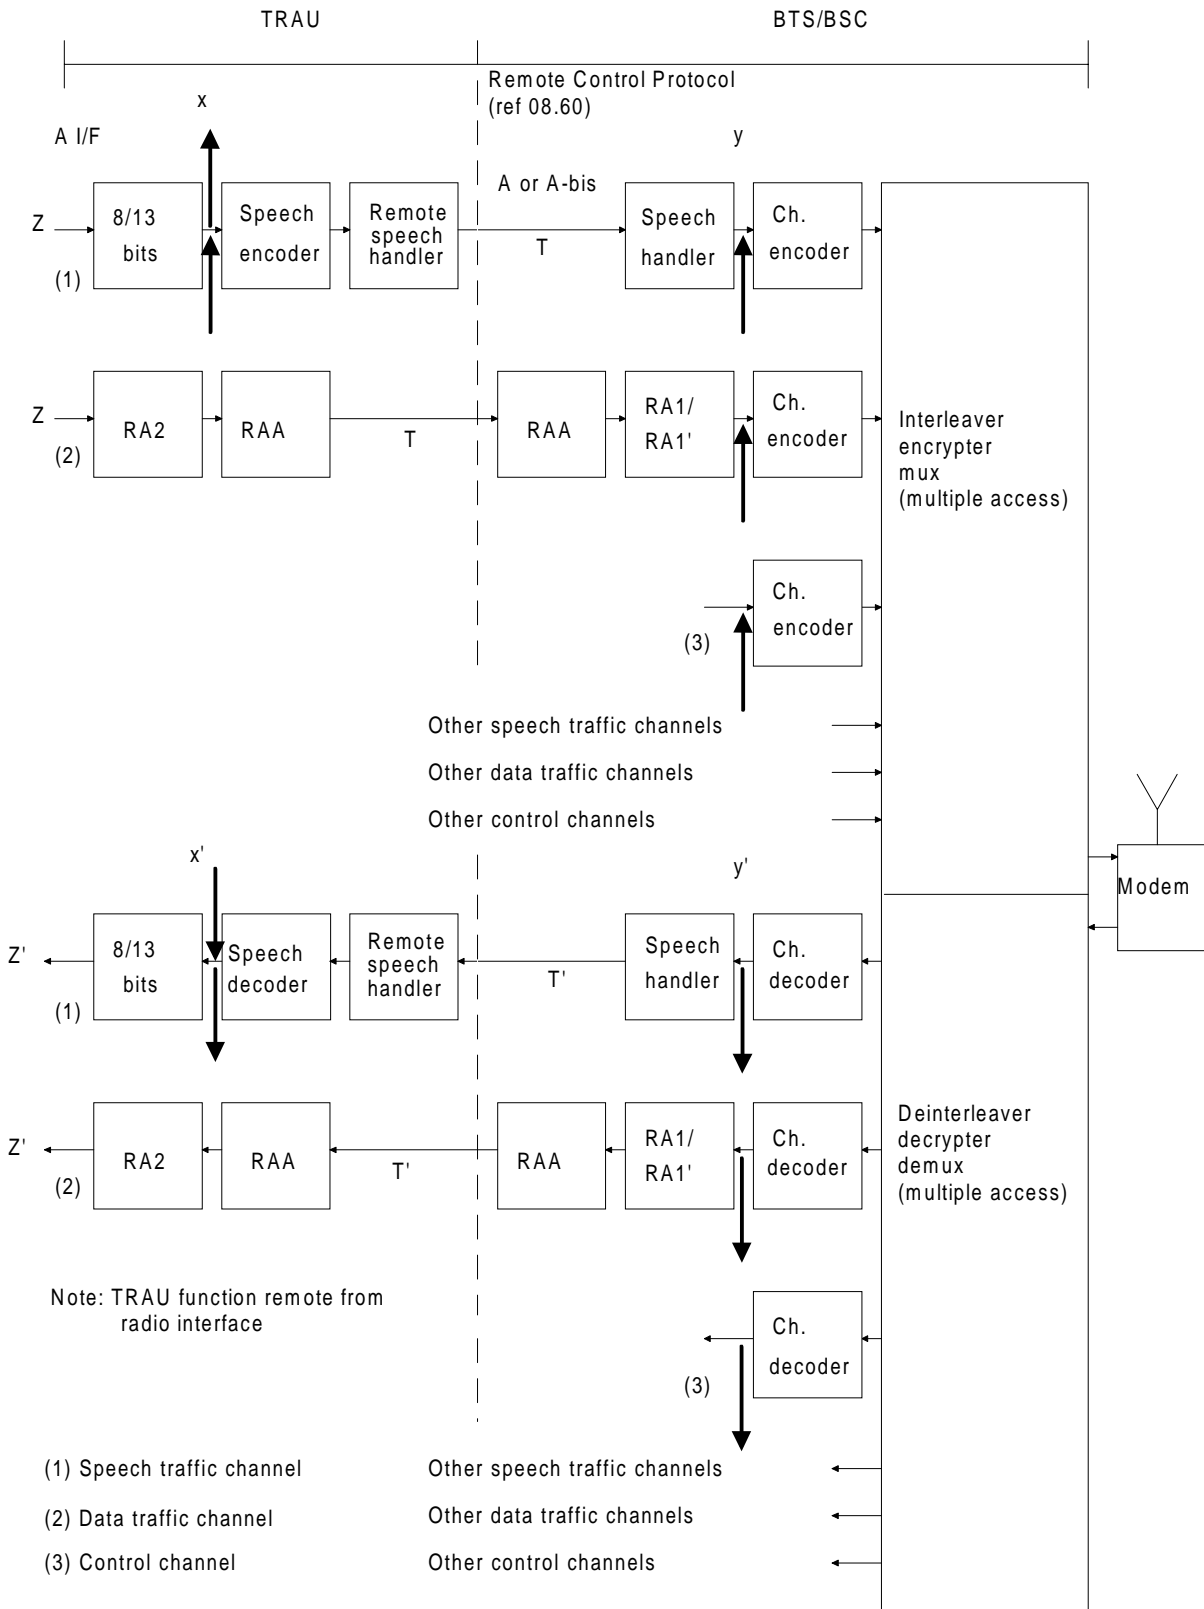 TRAU
BTS/BSC
Remote Control Protocol
(ref 08.60)
x
A I/F
y
A or A-bis
Z
(1)
8/13
bits
Speech
encoder
Remote
speech
handler
T
Speech
handler
Ch.
encoder
Z
(2)
RA2
RAA
T
RAA
RA1/
RA1'
Ch.
encoder
Interleaver
encrypter
mux
(multiple access)
(3)
Ch.
encoder
Other speech traffic channels
Other data traffic channels
Other control channels
Modem
x'
y'
Z'
(1)
8/13
bits
Speech
decoder
Remote
speech
handler
T'
Speech
handler
Ch.
decoder
Z'
(2)
RA2
RAA
T'
RAA
RA1/
RA1'
Ch.
decoder
Deinterleaver
decrypter
demux
(multiple access)
Note: TRAU function remote from
radio interface
(3)
Ch.
decoder
(1) Speech traffic channel
Other speech traffic channels
(2) Data traffic channel
Other data traffic channels
(3) Control channel
Other control channels